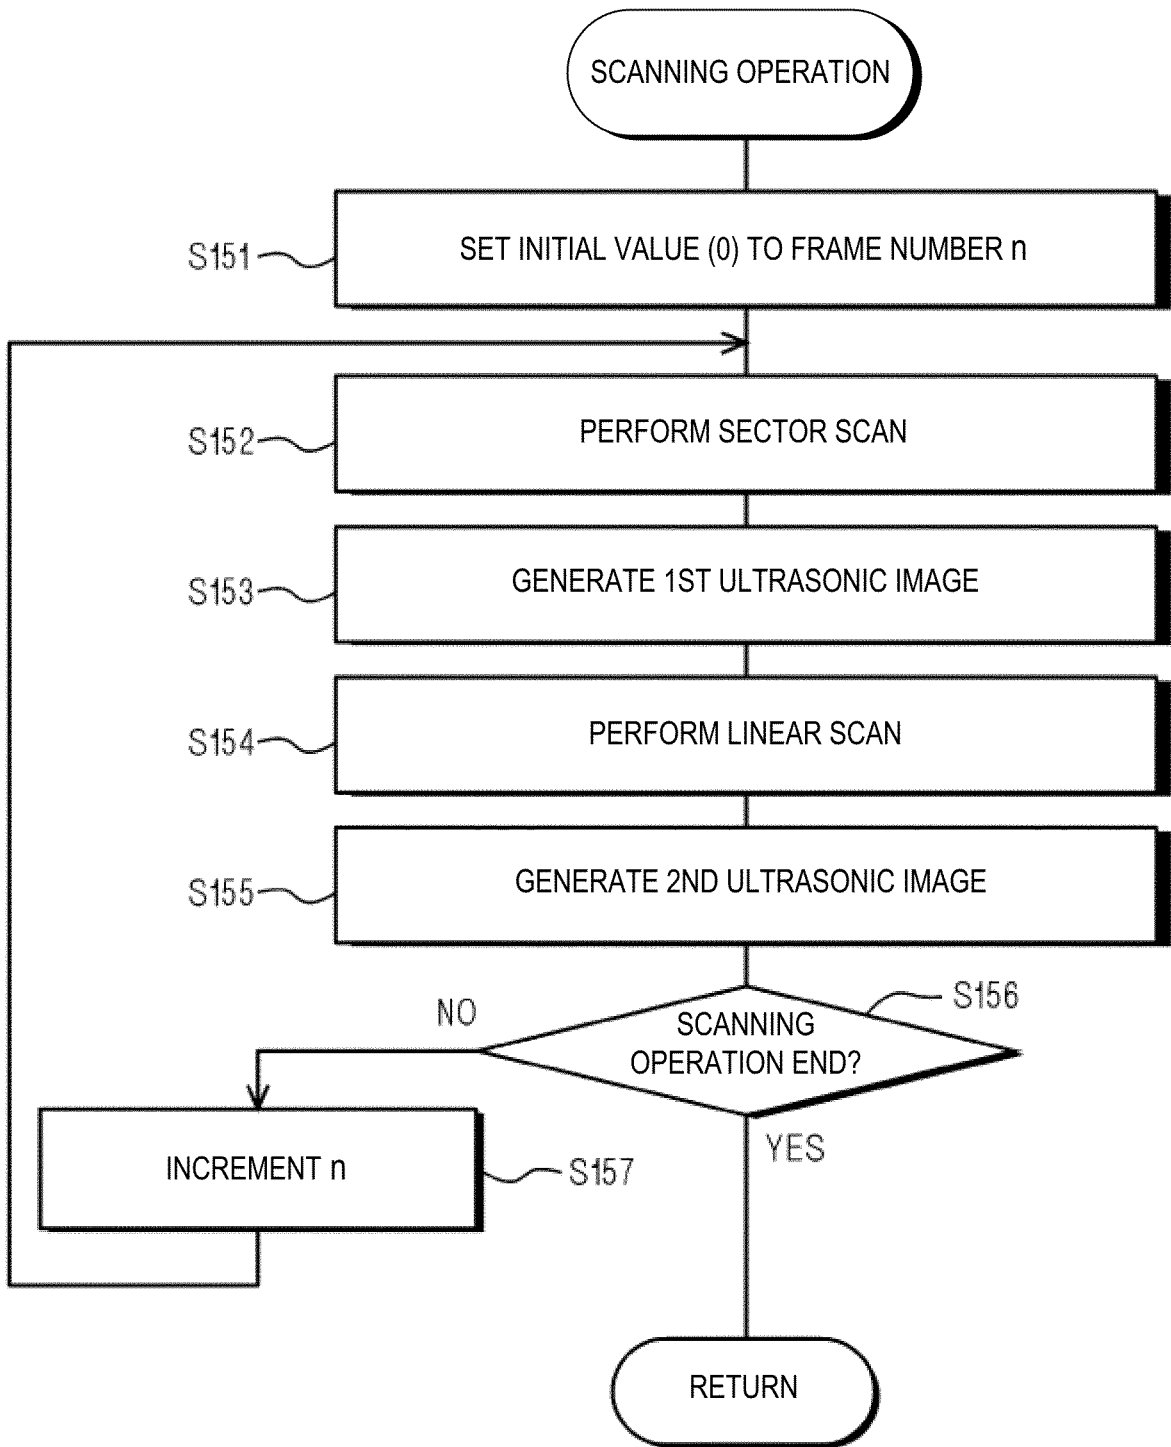 SCANNING OPERATION
S151
SET INITIAL VALUE (0) TO FRAME NUMBER n
S152
PERFORM SECTOR SCAN
S153
GENERATE 1ST ULTRASONIC IMAGE
S154
PERFORM LINEAR SCAN
S155
GENERATE 2ND ULTRASONIC IMAGE
S156
NO
SCANNING
OPERATION END?
YES
INCREMENT n
S157
RETURN